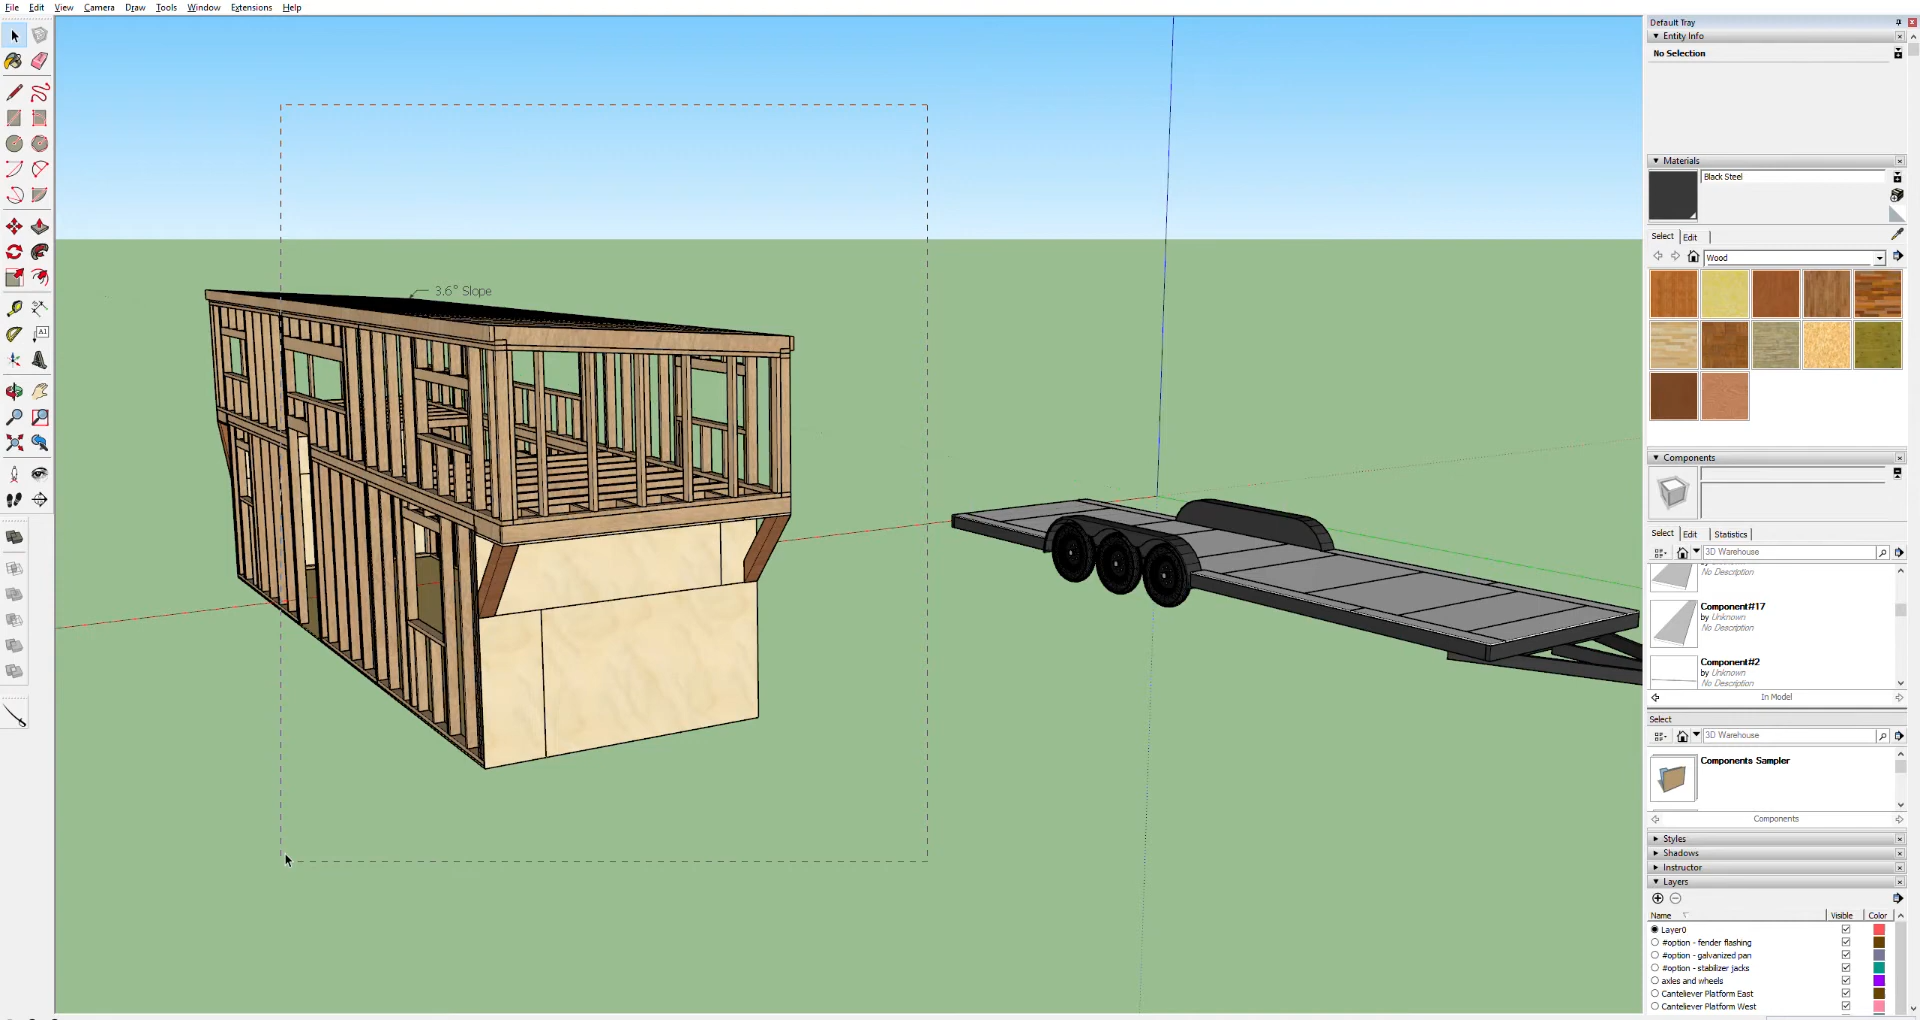 File Edit View Camera Draw Tools Window Extensions Help
Default Tray
Entity Info
No Selection
3.6° Slope
Materials
Black Steel
Select Edit
Wood
Components
Select Edit Statistics
3D Warehouse
No Description
Component#17
by Unknown
No Description
Component#2
by Unknown
No Description
In Model
Select
3D Warehouse
Components Sampler
Components
Styles
Shadows
Instructor
Layers
Name Visible Color
Layer0
#option - fender flashing
#option - galvanized pan
#option - stabilizer jacks
axles and wheels
Canteliever Platform East
Canteliever Platform West